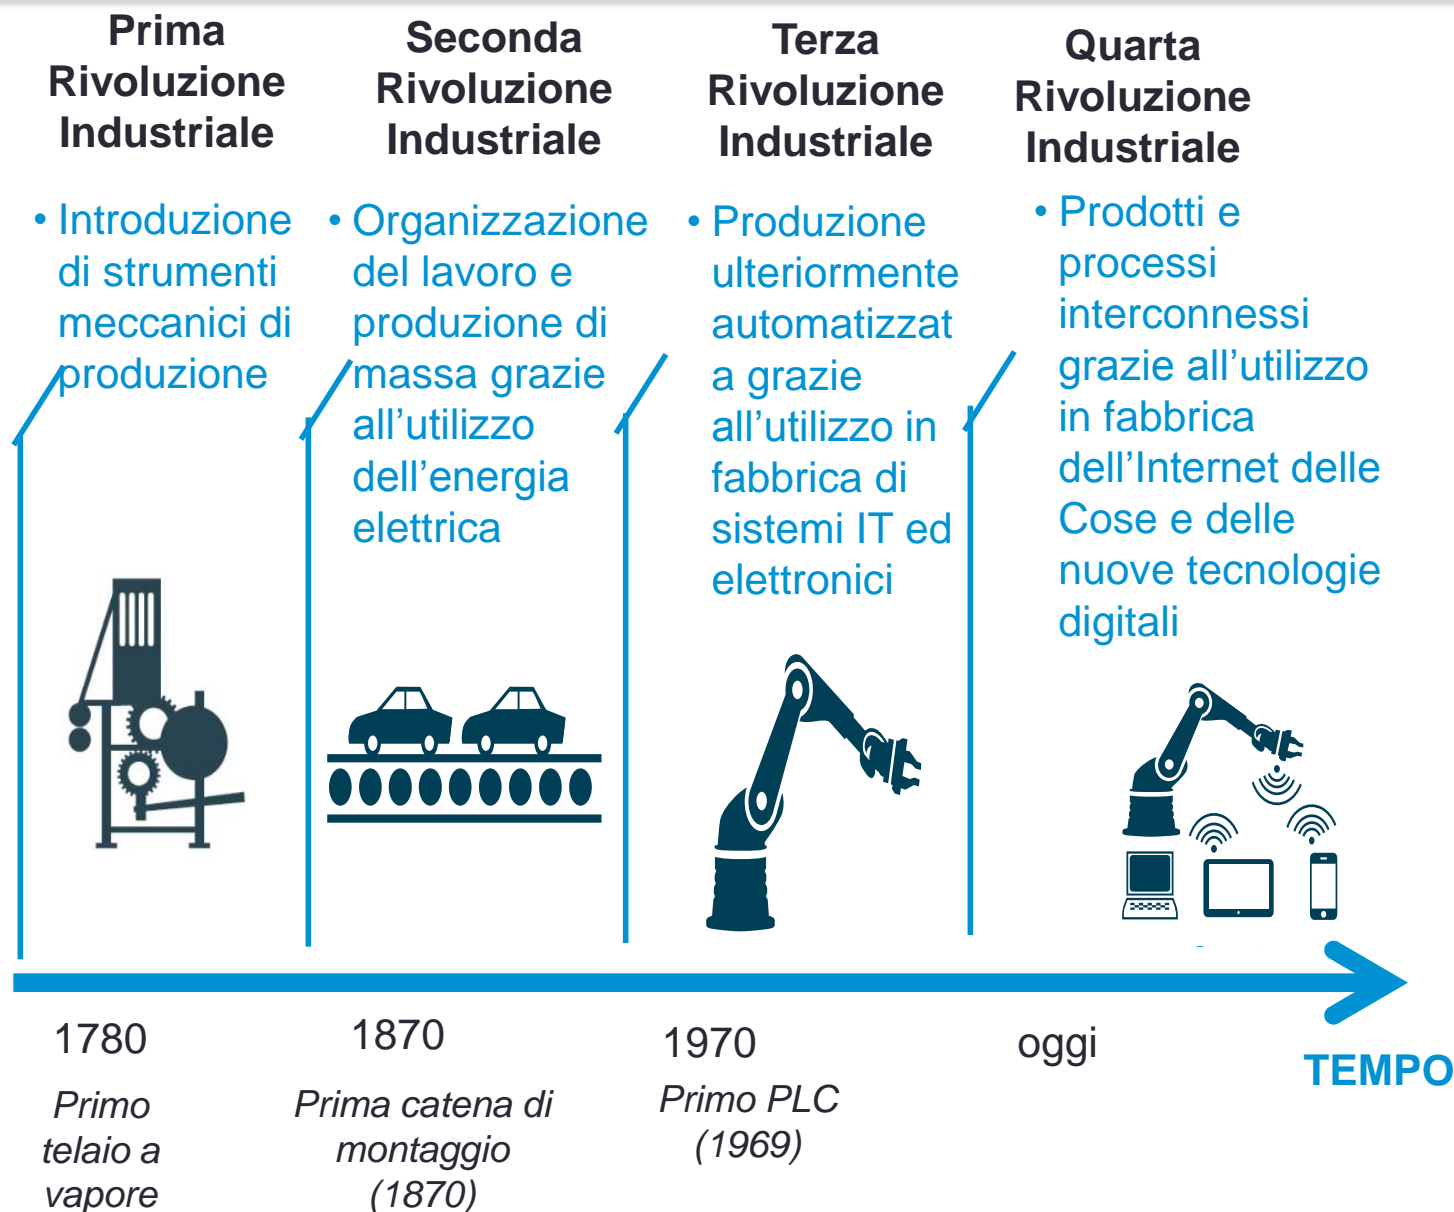 Prima
Rivoluzione
Industriale
• Introduzione
di strumenti
meccanici di
produzione
Seconda
Rivoluzione
Industriale
• Organizzazione
del lavoro e
produzione di
massa grazie
all’utilizzo
dell’energia
elettrica
Terza
Rivoluzione
Industriale
• Produzione
ulteriormente
automatizzat
a grazie
all’utilizzo in
fabbrica di
sistemi IT ed
elettronici
Quarta
Rivoluzione
Industriale
• Prodotti e
processi
interconnessi
grazie all’utilizzo
in fabbrica
dell’Internet delle
Cose e delle
nuove tecnologie
digitali
1780
Primo
telaio a
vapore
1870
Prima catena di
montaggio
(1870)
1970
Primo PLC
(1969)
oggi
TEMPO